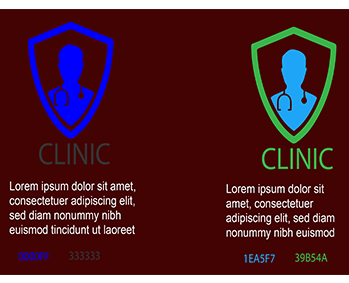 CLINIC
Lorem ipsum dolor sit amet,
consectetuer adipiscing elit,
sed diam nonummy nibh
euismod tincidunt ut laoreet
333333
CLINIC
Lorem ipsum dolor sit
amet, consectetuer
adipiscing elit, sed diam
nonummy nibh euismod
1EA5F7 39B54A